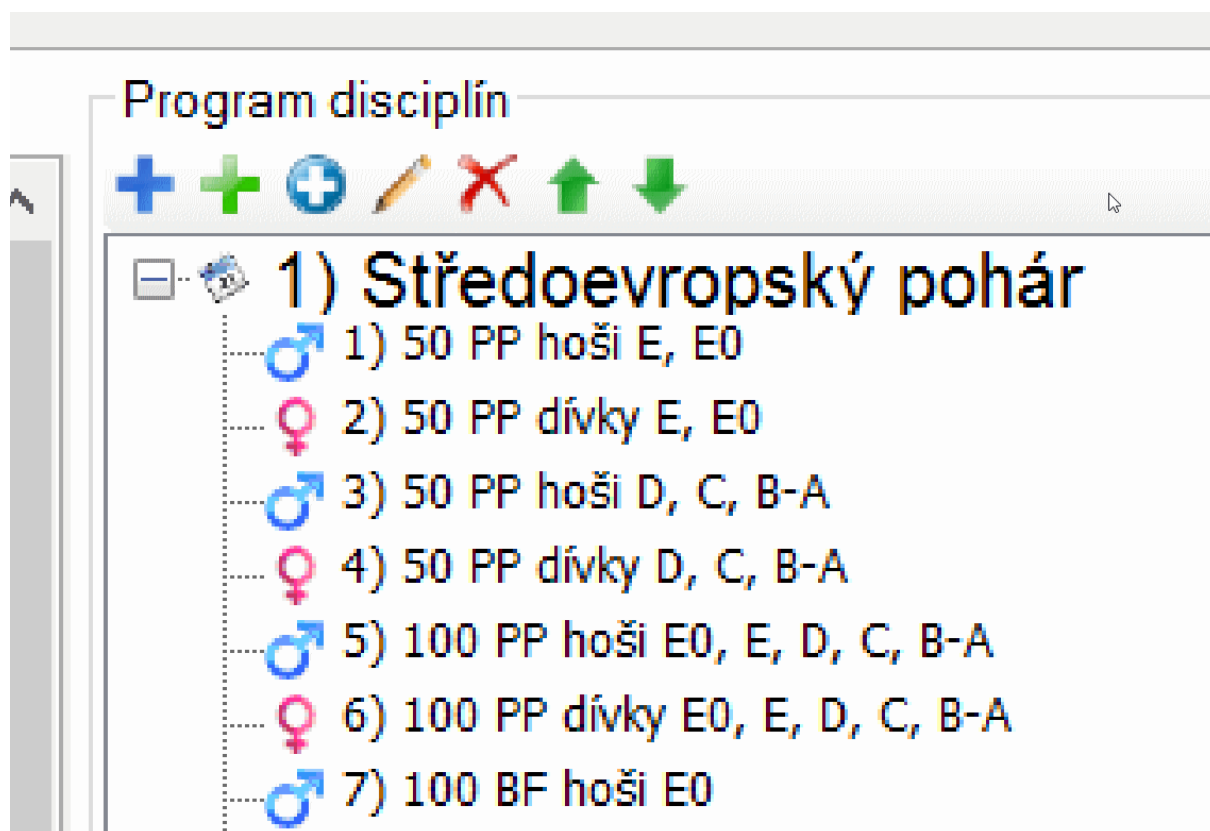 Program disciplín
1) Středoevropský pohár
1) 50 PP hoši E, E0
2) 50 PP dívky E, E0
3) 50 PP hoši D, C, B-A
4) 50 PP dívky D, C, B-A
5) 100 PP hoši E0, E, D, C, B-A
6) 100 PP dívky E0, E, D, C, B-A
7) 100 BF hoši E0